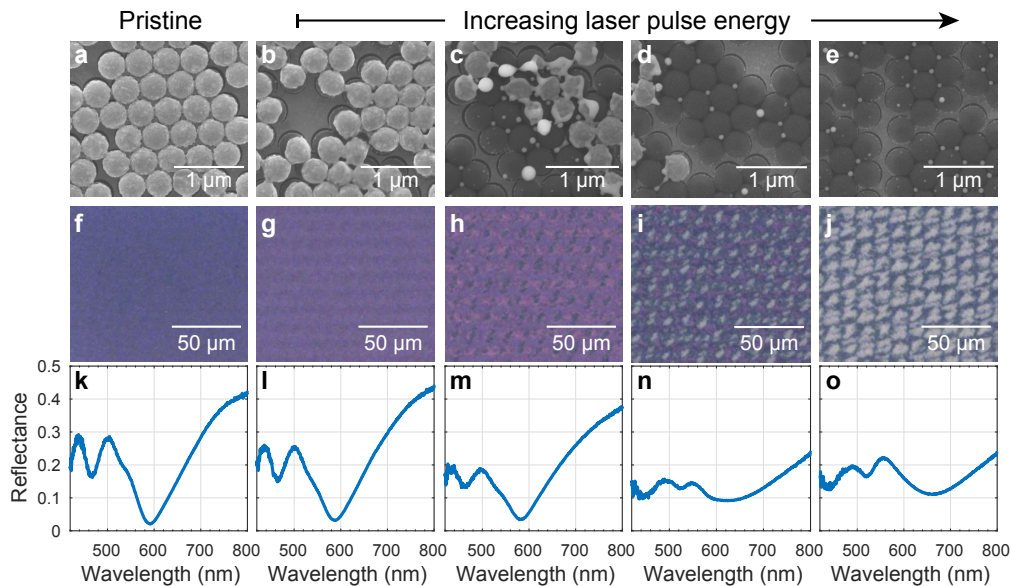 Pristine Increasing laser pulse energy
a b c d e
1 µm 1 µm 1 µm 1 µm 1 µm
f g h i j
50 µm 50 µm 50 µm 50 µm 50 µm
k l m n o
Reflectance
0.5
0.4
0.3
0.2
0.1
0
500 600 700 800 500 600 700 800 500 600 700 800 500 600 700 800 500 600 700 800
Wavelength (nm) Wavelength (nm) Wavelength (nm) Wavelength (nm) Wavelength (nm)